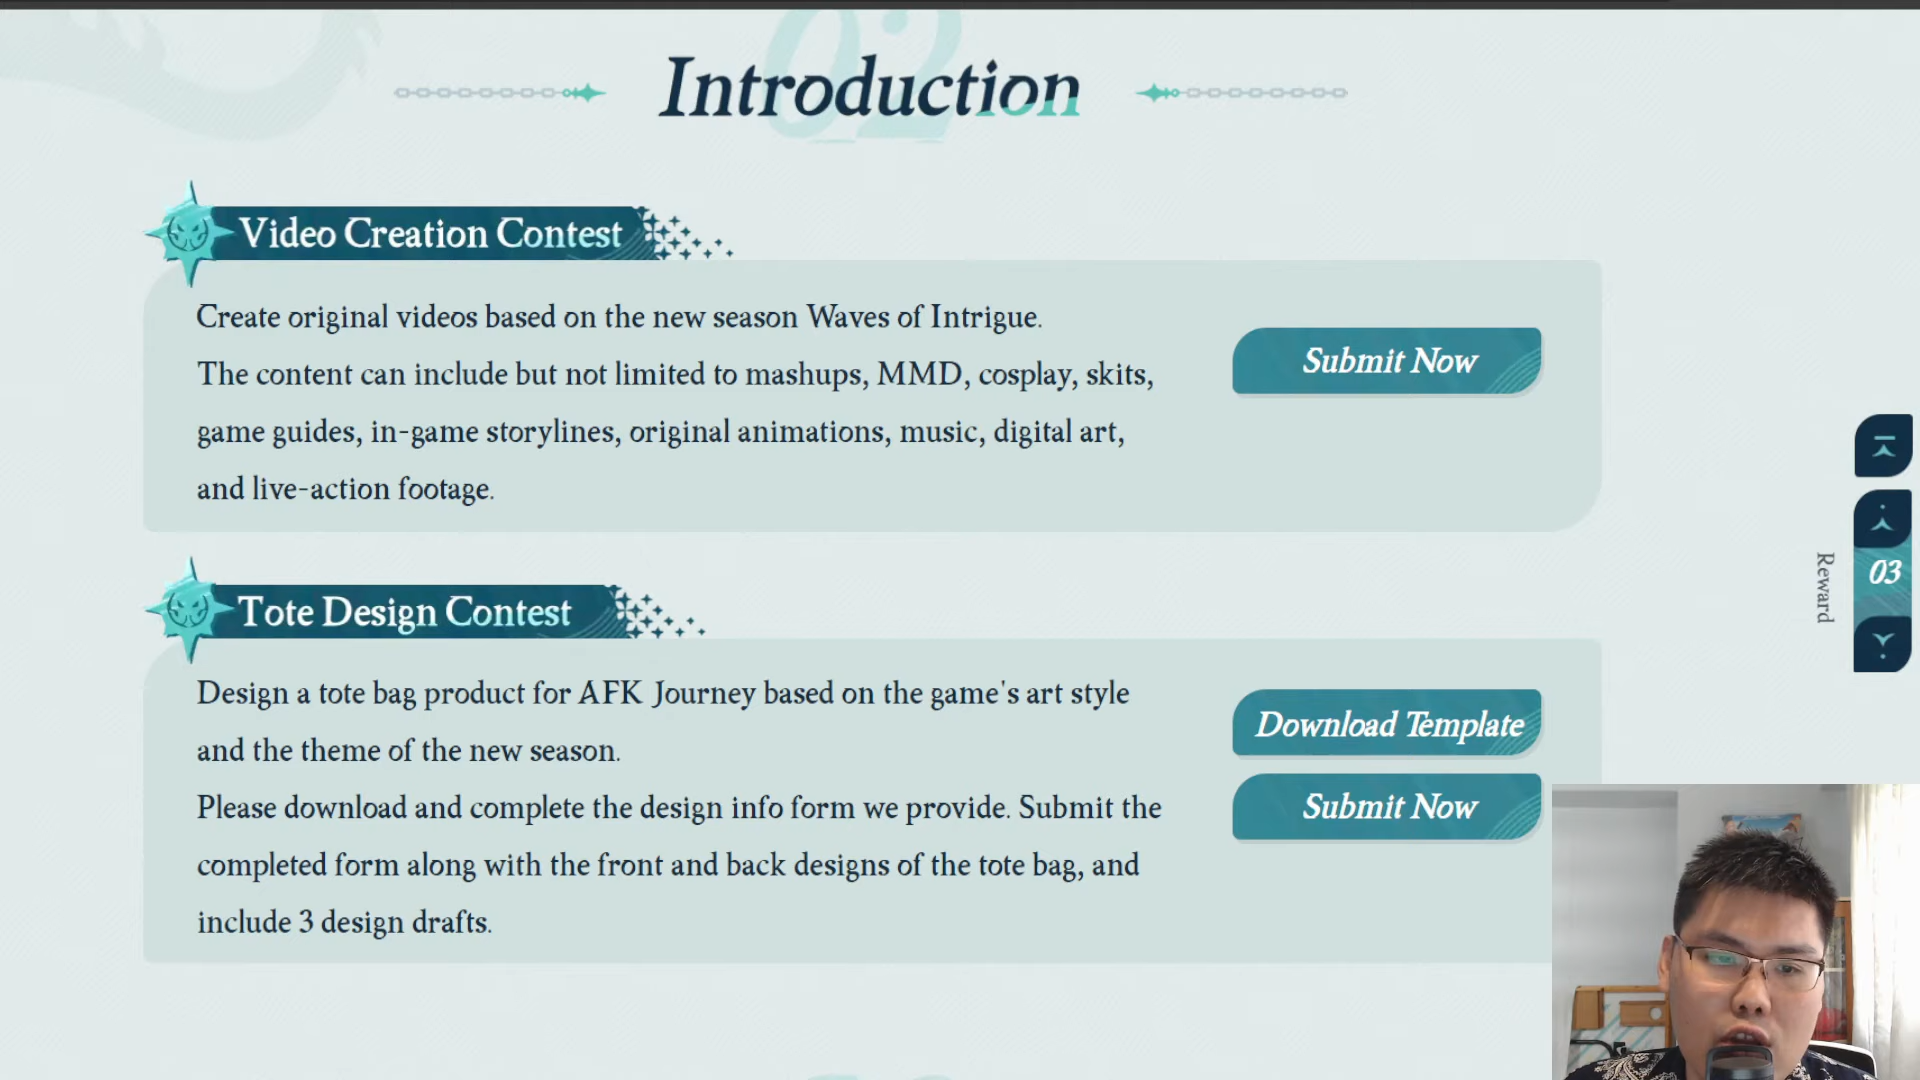 02
Introduction
Video Creation Contest
Create original videos based on the new season Waves of Intrigue.
The content can include but not limited to mashups, MMD, cosplay, skits,
game guides, in-game storylines, original animations, music, digital art,
and live-action footage.
Submit Now
Tote Design Contest
Design a tote bag product for AFK Journey based on the game's art style
and the theme of the new season.
Please download and complete the design info form we provide. Submit the
completed form along with the front and back designs of the tote bag, and
include 3 design drafts.
Download Template
Submit Now
Reward
03